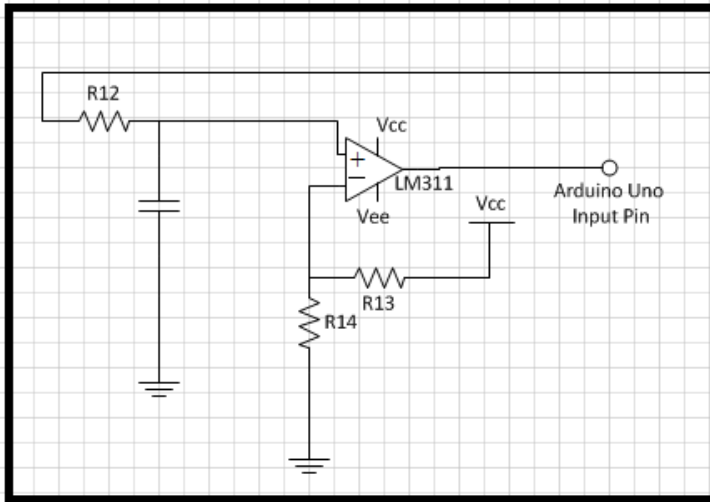 R12
Vcc
+
−
LM311
Vee
Arduino Uno
Input Pin
Vcc
R13
R14